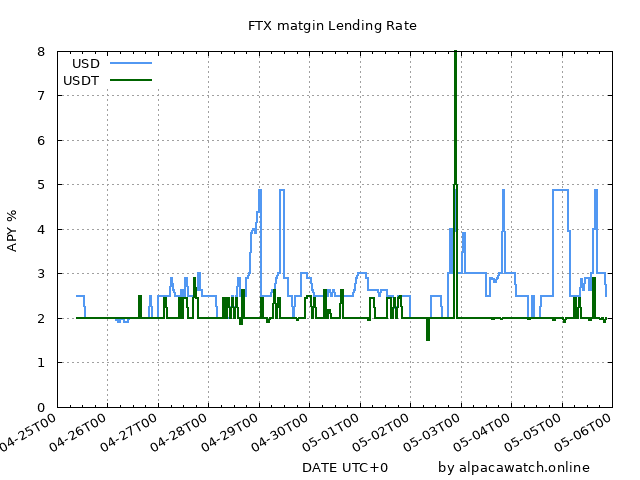 FTX matgin Lending Rate
USD
USDT
8
7
6
5
4
3
2
1
0
APY %
04-25T00
04-26T00
04-27T00
04-28T00
04-29T00
04-30T00
05-01T00
05-02T00
05-03T00
05-04T00
05-05T00
05-06T00
DATE UTC+0
by alpacawatch.online